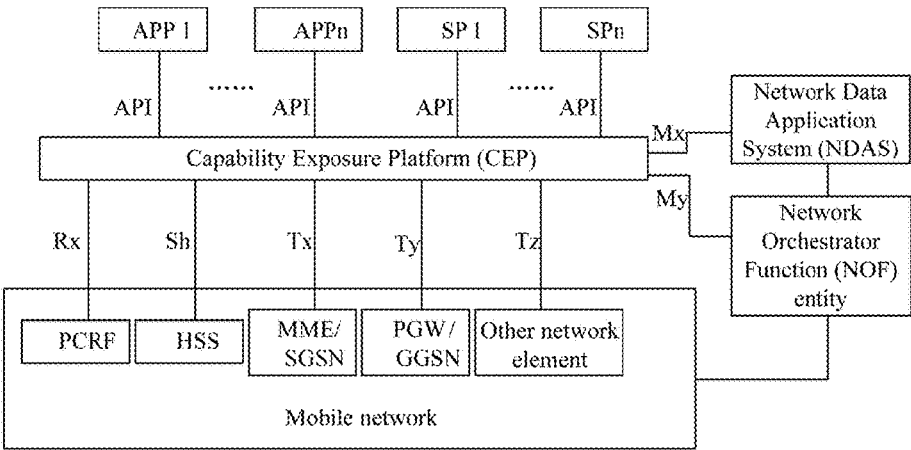 APP 1
APPn
SP 1
SPn
API
......
API
API
......
API
Network Data
Application
System (NDAS)
Mx
Capability Exposure Platform (CEP)
My
Network
Orchestrator
Function (NOF)
entity
Rx
Sh
Tx
Ty
Tz
PCRF
HSS
MME/
SGSN
PGW/
GGSN
Other network
element
Mobile network